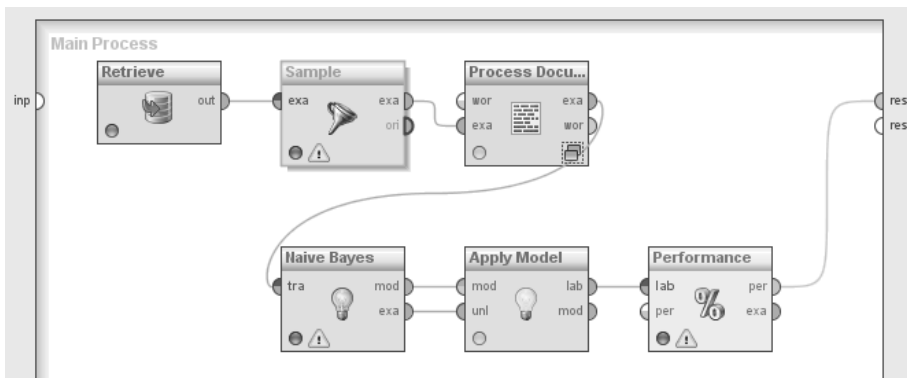 Main Process
Retrieve
Sample
Process Docu...
inp
out
exa
exa
ori
wor
exa
exa
wor
res
res
Naive Bayes
Apply Model
Performance
tra
mod
exa
mod
unl
lab
mod
lab
per
per
exa